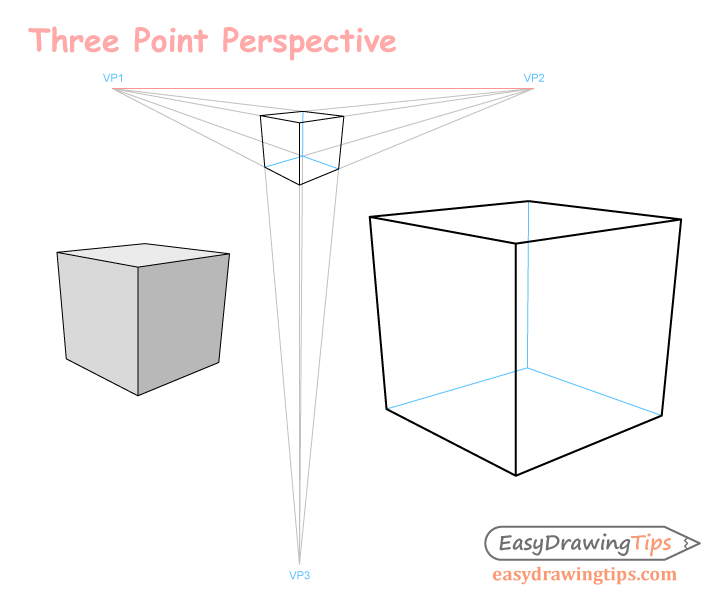 Three Point Perspective
VP1
VP2
VP3
EasyDrawingTips
easydrawingtips.com